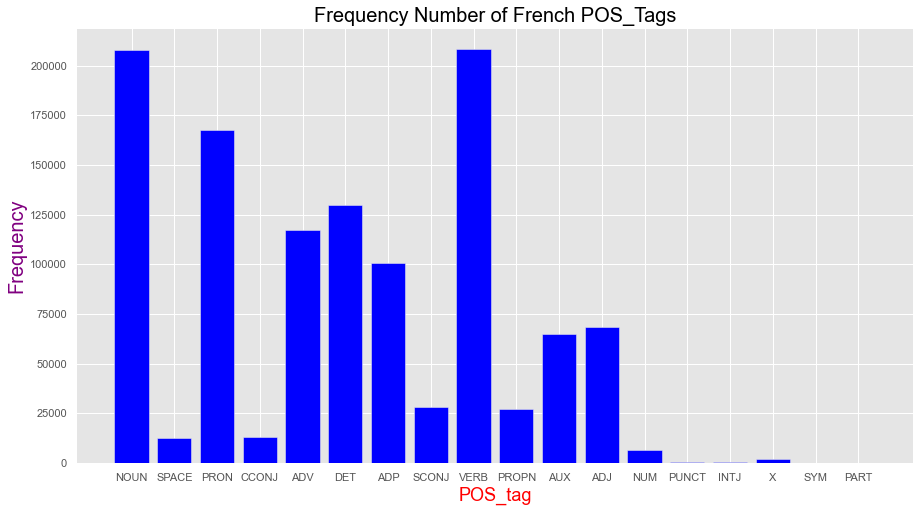 Frequency Number of French POS_Tags
Frequency
200000
175000
150000
125000
100000
75000
50000
25000
0
NOUN SPACE PRON CCONJ ADV DET ADP SCONJ VERB PROPN AUX ADJ NUM PUNCT INTJ X SYM PART
POS_tag